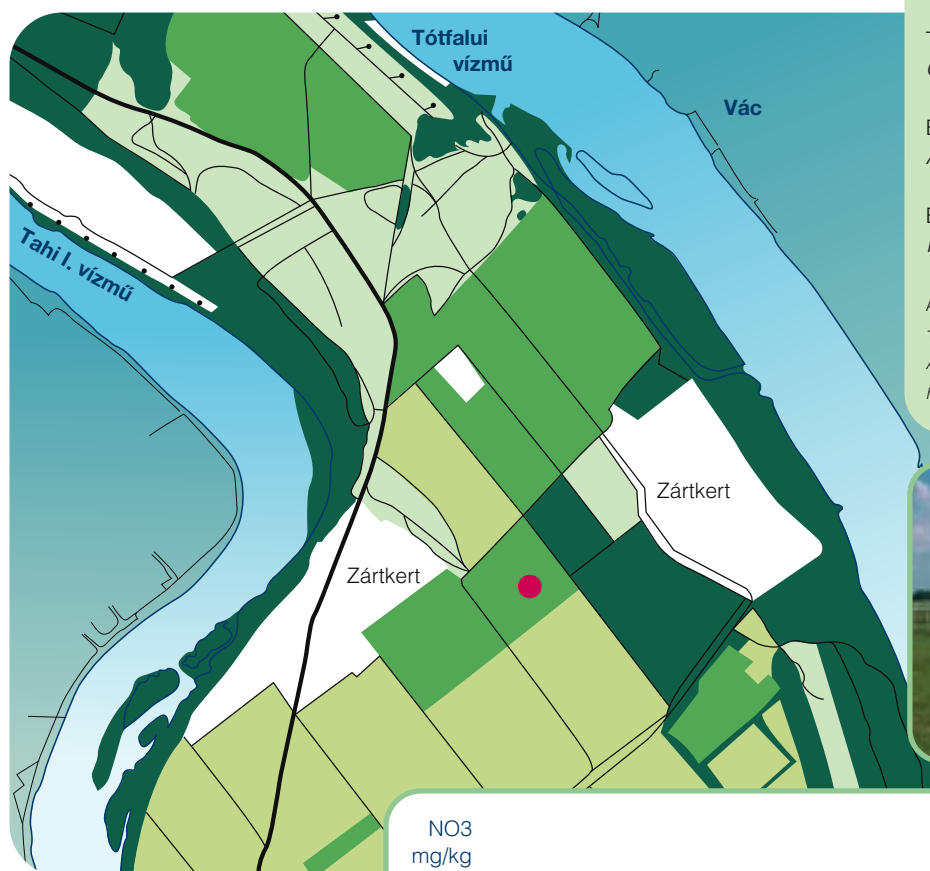 Tótfalui
vízmű
Vác
Tahi I. vízmű
Zártkert
Zártkert
NO3
mg/kg